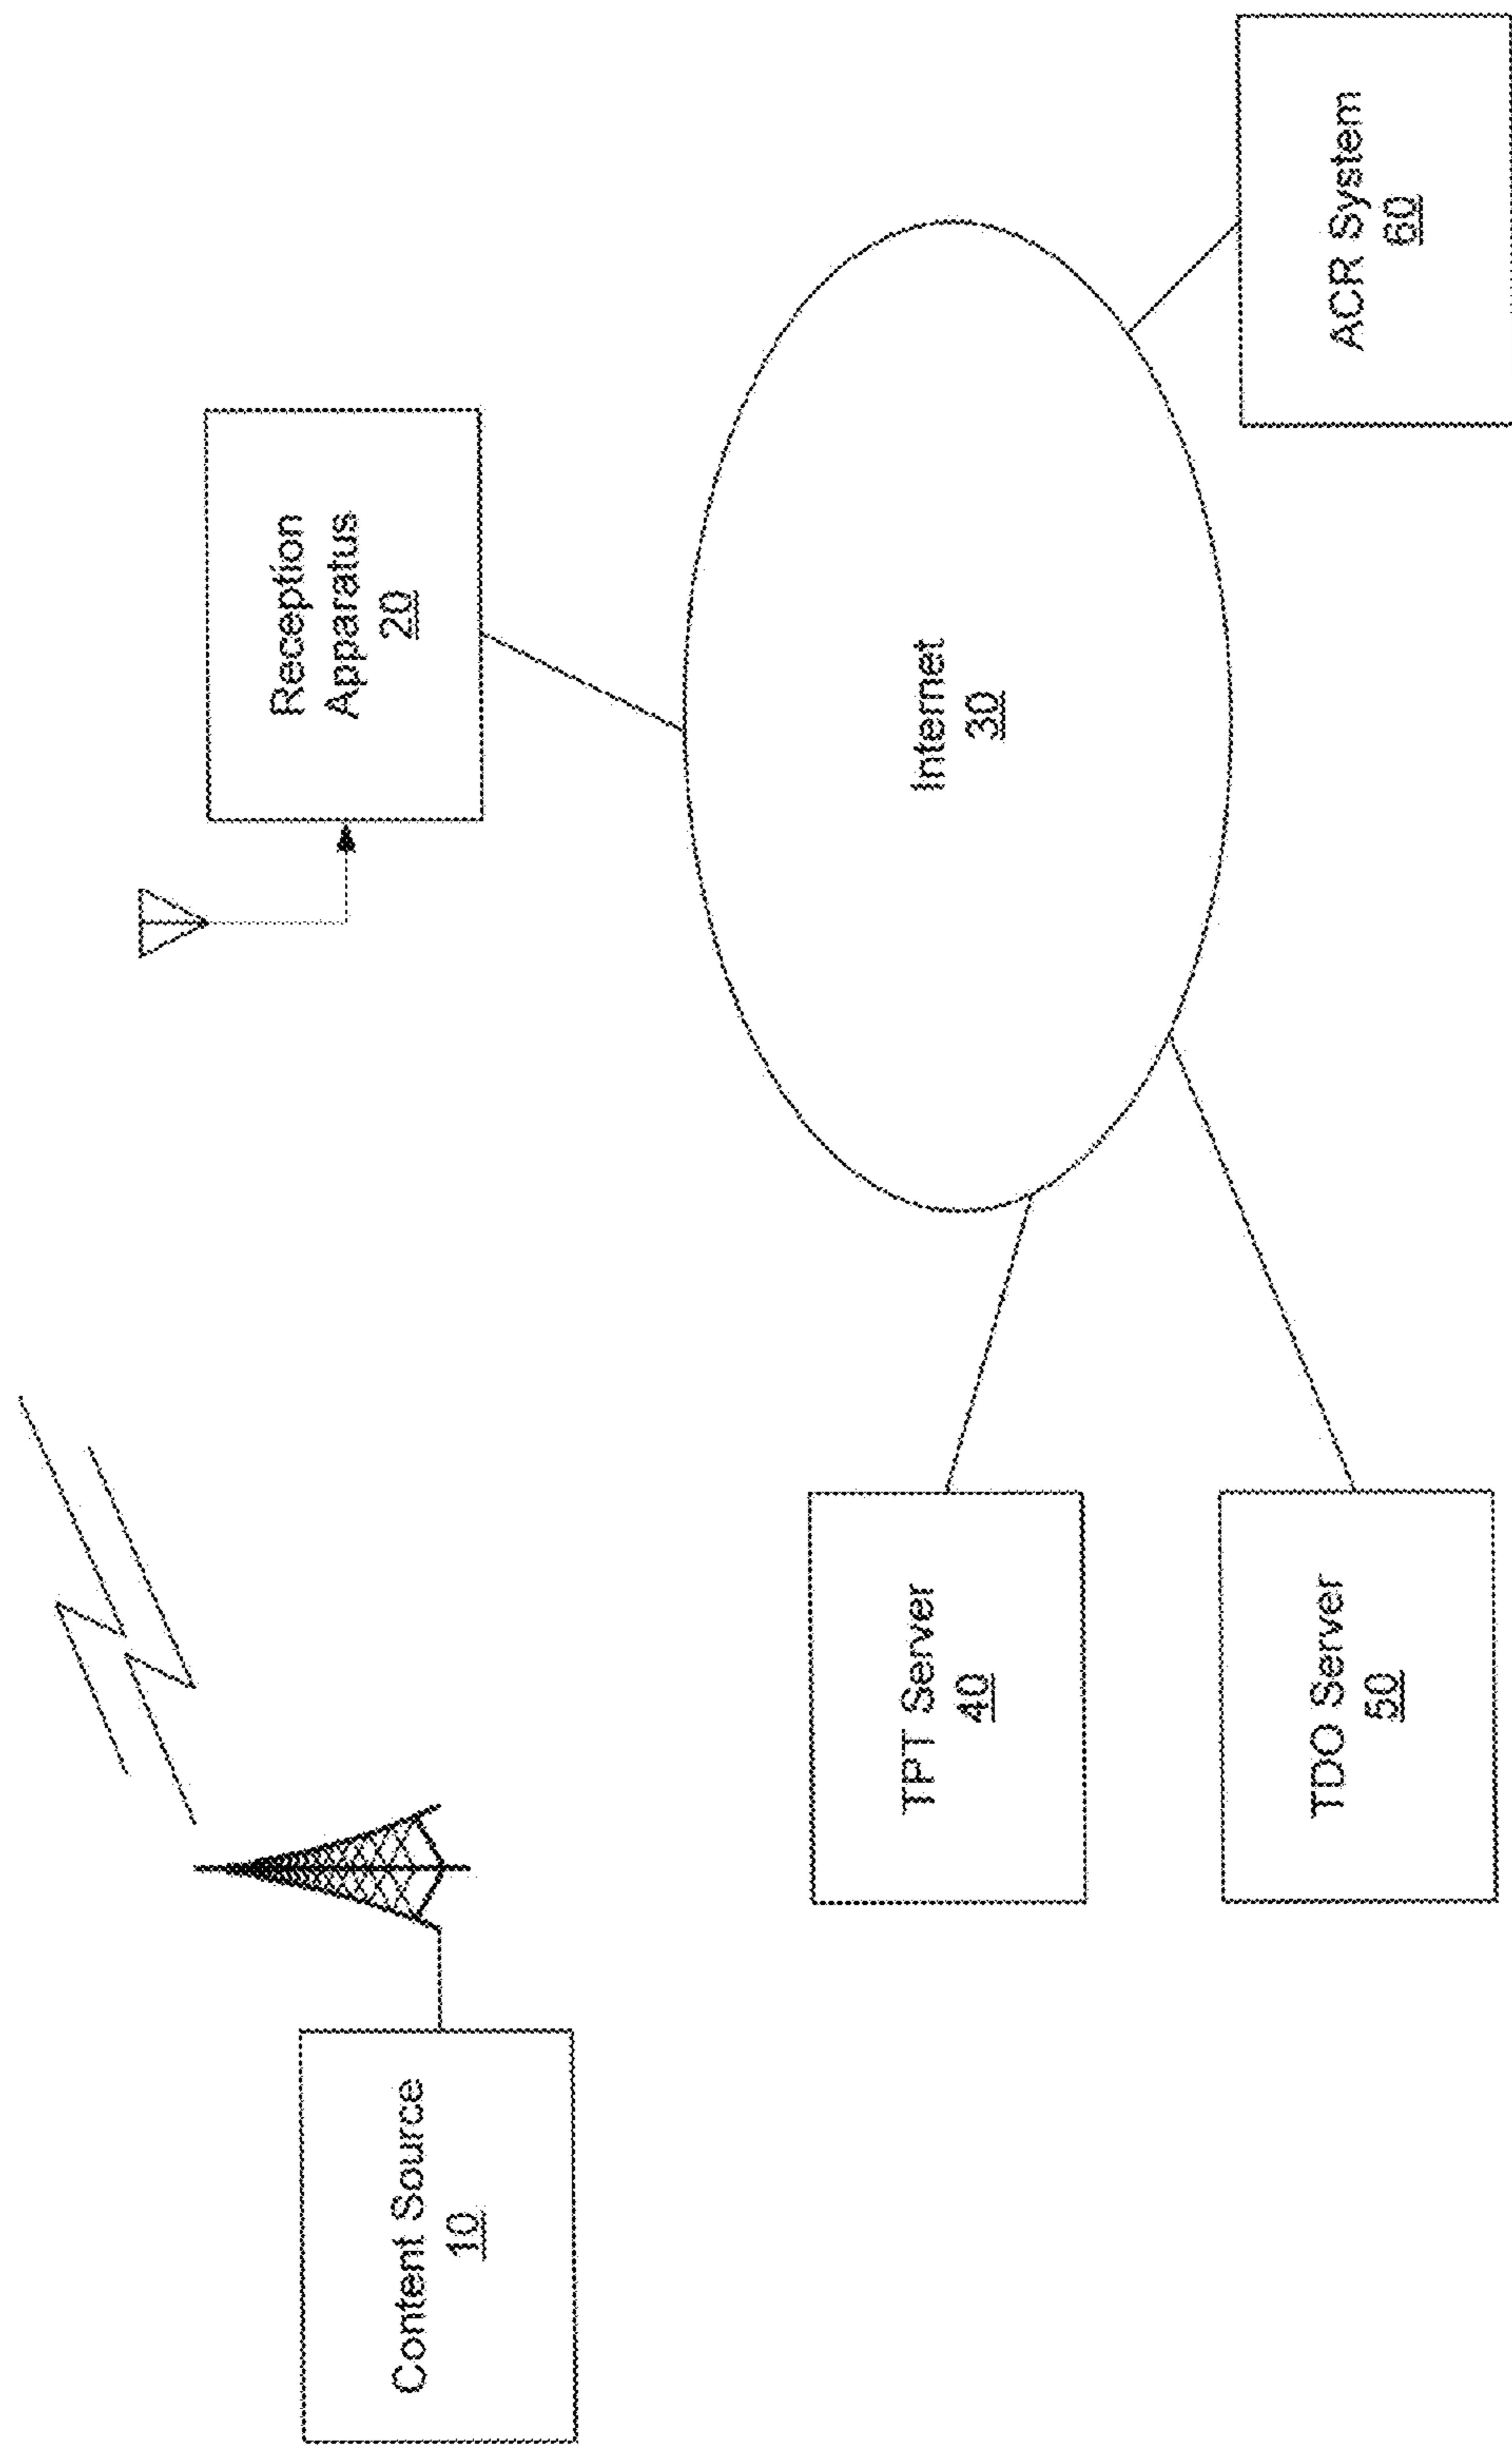 Content Source
10
Reception
Apparatus
20
Internet
30
TPT Server
40
TDO Server
50
ACR System
60